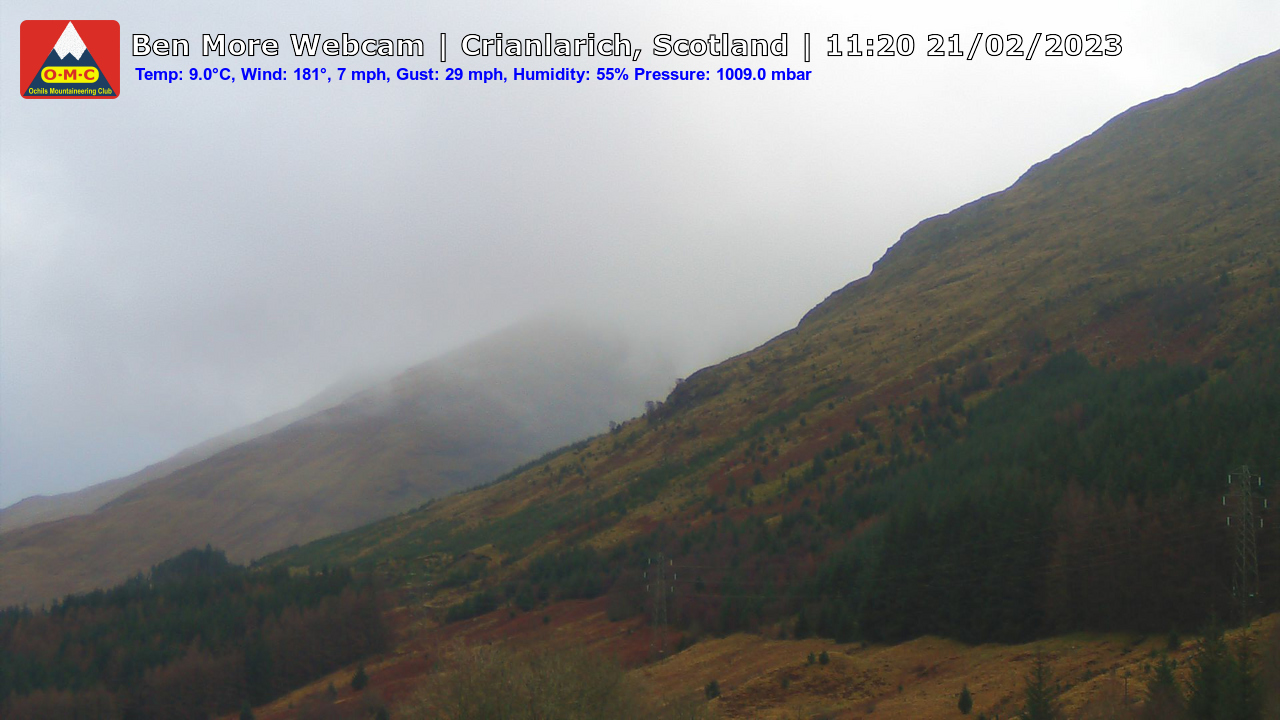 Ben More Webcam | Crianlarich, Scotland | 11:20 21/02/2023
Temp: 9.0°C, Wind: 181°, 7 mph, Gust: 29 mph, Humidity: 55% Pressure: 1009.0 mbar
O·M·C
Ochils Mountaineering Club